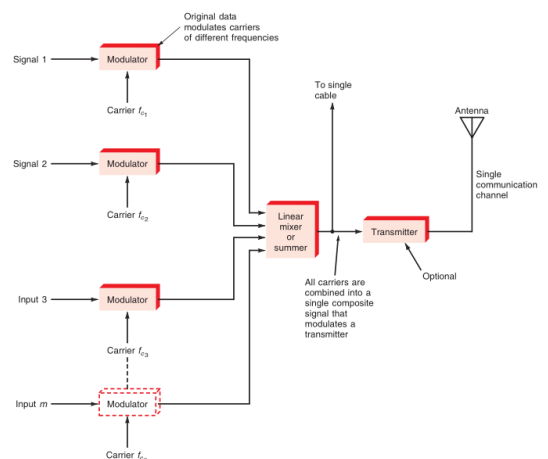 Original data
modulates carriers
of different frequencies
Signal 1
Modulator
Carrier fc1
To single
cable
Antenna
Signal 2
Modulator
Carrier fc2
Single
communication
channel
Linear
mixer
or
summer
Transmitter
Optional
All carriers are
combined into a
single composite
signal that
modulates a
transmitter
Input 3
Modulator
Carrier fc3
Input m
Modulator
Carrier